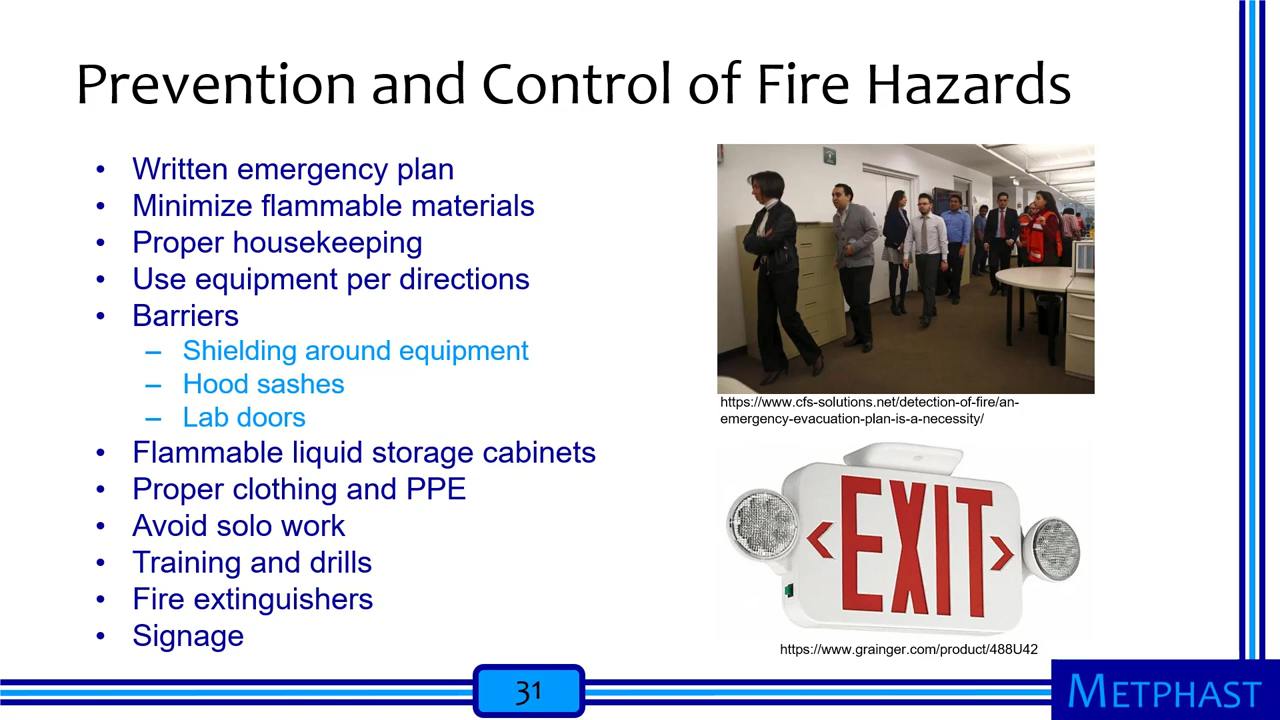 Prevention and Control of Fire Hazards
• Written emergency plan
• Minimize flammable materials
• Proper housekeeping
• Use equipment per directions
• Barriers
– Shielding around equipment
– Hood sashes
– Lab doors
• Flammable liquid storage cabinets
• Proper clothing and PPE
• Avoid solo work
• Training and drills
• Fire extinguishers
• Signage
https://www.cfs-solutions.net/detection-of-fire/an-
emergency-evacuation-plan-is-a-necessity/
EXIT
https://www.grainger.com/product/488U42
31
METPHAST